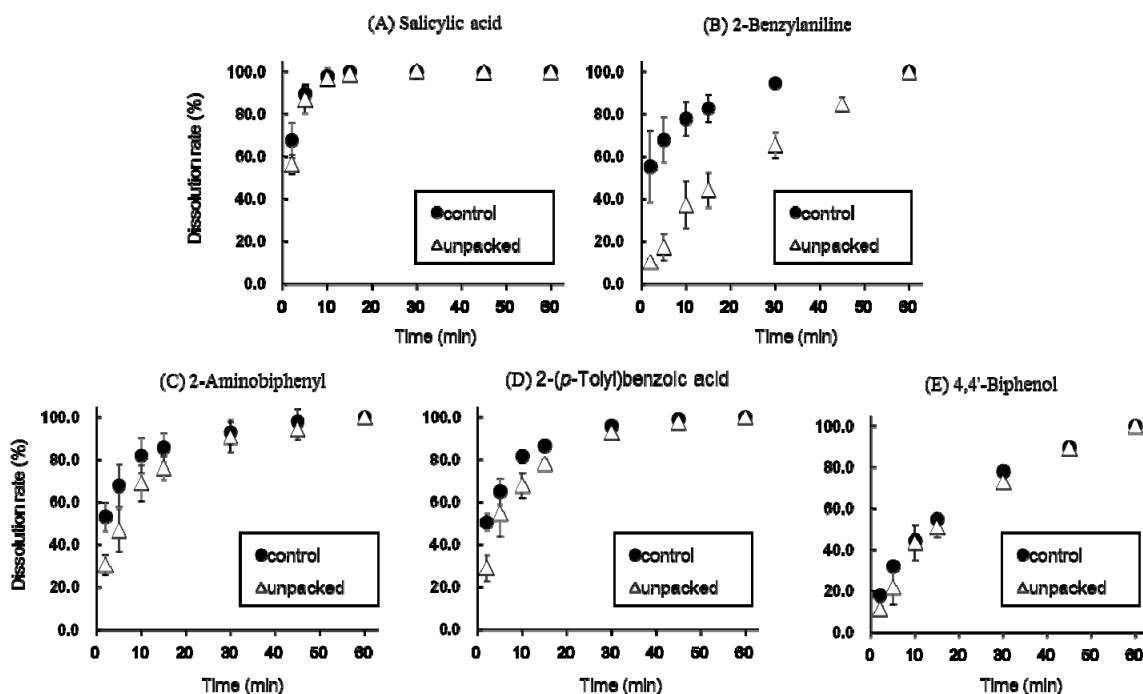 (A) Salicylic acid
(B) 2-Benzylaniline
Dissolution rate (%)
100.0
80.0
60.0
40.0
20.0
0.0
control
unpacked
0 10 20 30 40 50 60
Time (min)
100.0
80.0
60.0
40.0
20.0
0.0
control
unpacked
0 10 20 30 40 50 60
Time (min)
(C) 2-Aminobiphenyl
(D) 2-(p-Tolyl)benzoic acid
(E) 4,4'-Biphenol
Dissolution rate (%)
100.0
80.0
60.0
40.0
20.0
0.0
control
unpacked
0 10 20 30 40 50 60
Time (min)
100.0
80.0
60.0
40.0
20.0
0.0
control
unpacked
0 10 20 30 40 50 60
Time (min)
100.0
80.0
60.0
40.0
20.0
0.0
control
unpacked
0 10 20 30 40 50 60
Time (min)